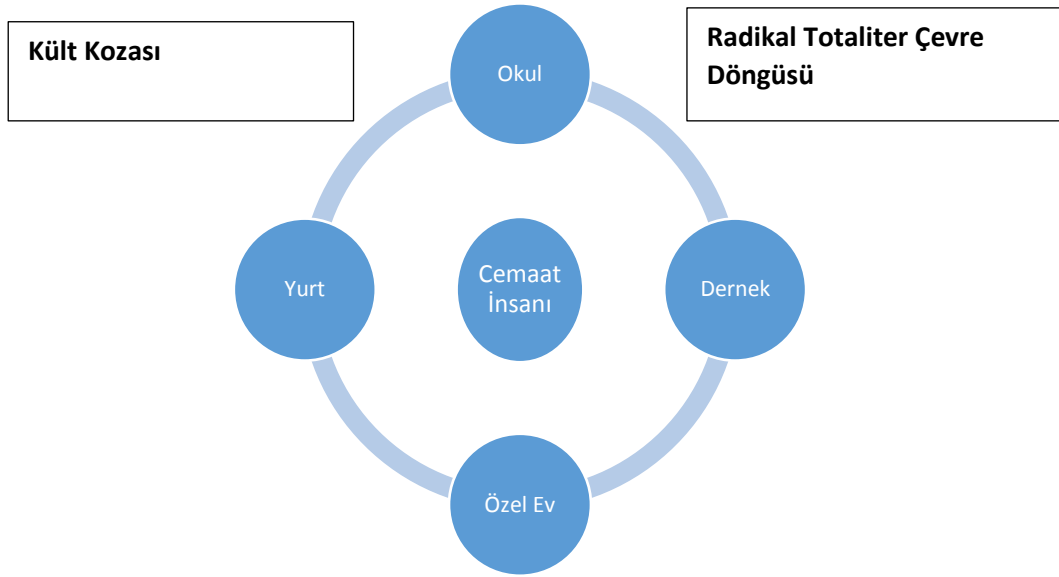 Kült Kozası
Radikal Totaliter Çevre
Döngüsü
Okul
Yurt
Cemaat
İnsanı
Dernek
Özel Ev